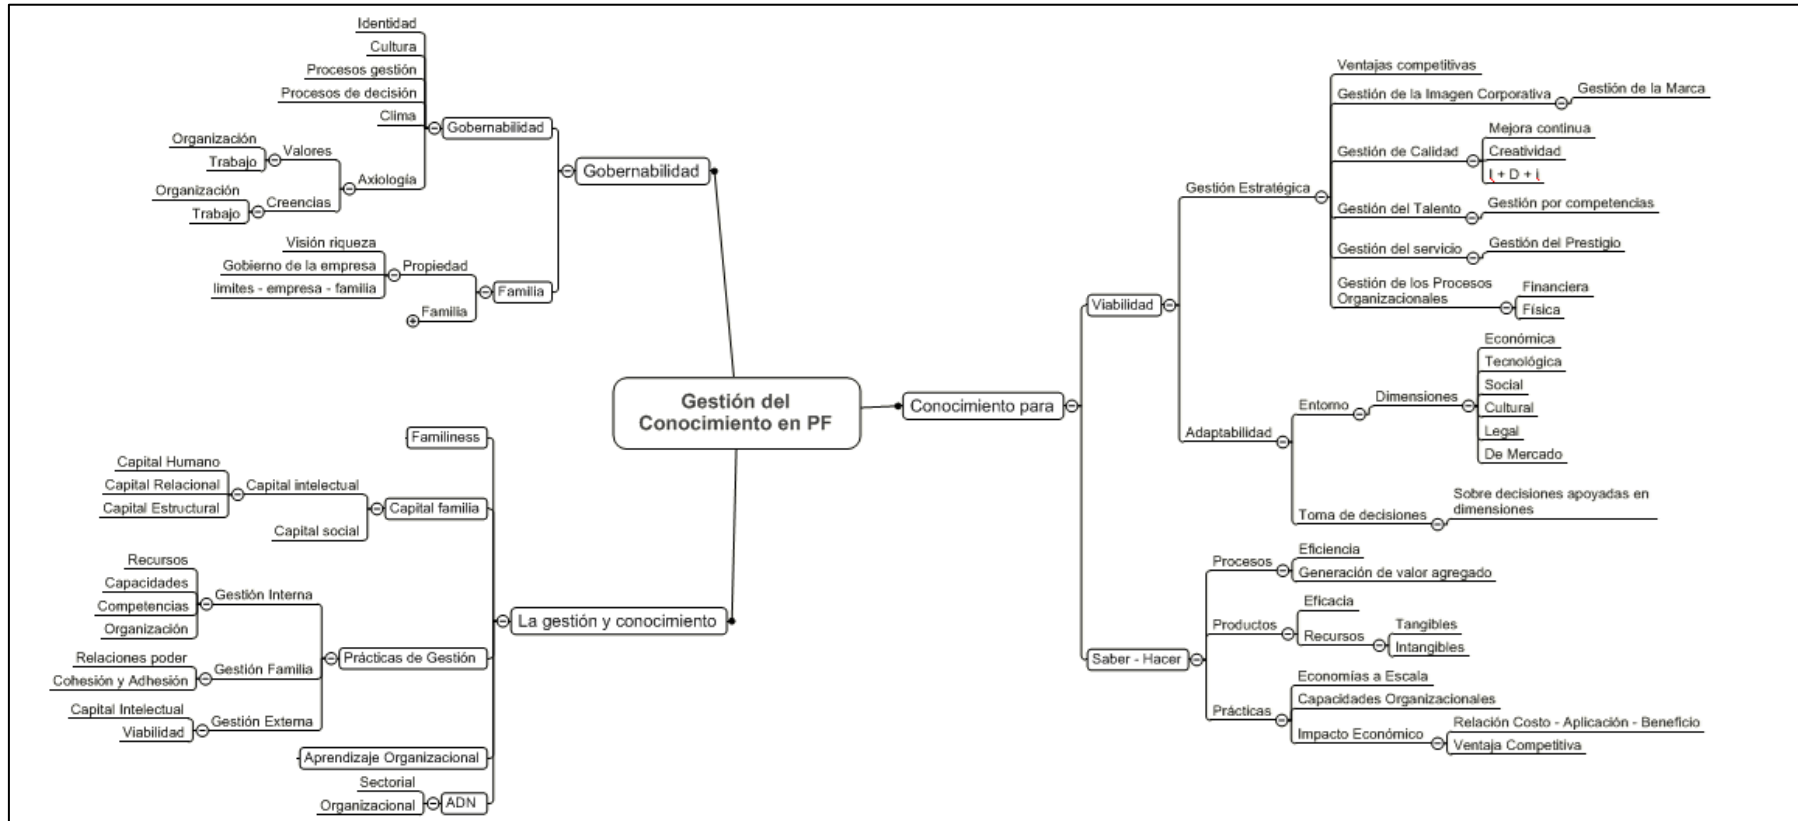 Gestión del
Conocimiento en PF
Gobernabilidad
Gobernabilidad
Identidad
Cultura
Procesos gestión
Procesos de decisión
Clima
Axiología
Valores
Organización
Trabajo
Creencias
Organización
Trabajo
Familia
Propiedad
Visión riqueza
Gobierno de la empresa
limites - empresa - familia
Familia
La gestión y conocimiento
Familiness
Capital familia
Capital intelectual
Capital Humano
Capital Relacional
Capital Estructural
Capital social
Prácticas de Gestión
Gestión Interna
Recursos
Capacidades
Competencias
Organización
Gestión Familia
Relaciones poder
Cohesión y Adhesión
Gestión Externa
Capital Intelectual
Viabilidad
Aprendizaje Organizacional
ADN
Sectorial
Organizacional
Conocimiento para
Viabilidad
Gestión Estratégica
Ventajas competitivas
Gestión de la Imagen Corporativa
Gestión de la Marca
Gestión de Calidad
Mejora continua
Creatividad
I + D + i
Gestión del Talento
Gestión por competencias
Gestión del servicio
Gestión del Prestigio
Gestión de los Procesos
Organizacionales
Financiera
Física
Adaptabilidad
Entorno
Dimensiones
Económica
Tecnológica
Social
Cultural
Legal
De Mercado
Toma de decisiones
Sobre decisiones apoyadas en
dimensiones
Saber - Hacer
Procesos
Eficiencia
Generación de valor agregado
Productos
Eficacia
Recursos
Tangibles
Intangibles
Prácticas
Economías a Escala
Capacidades Organizacionales
Impacto Económico
Relación Costo - Aplicación - Beneficio
Ventaja Competitiva